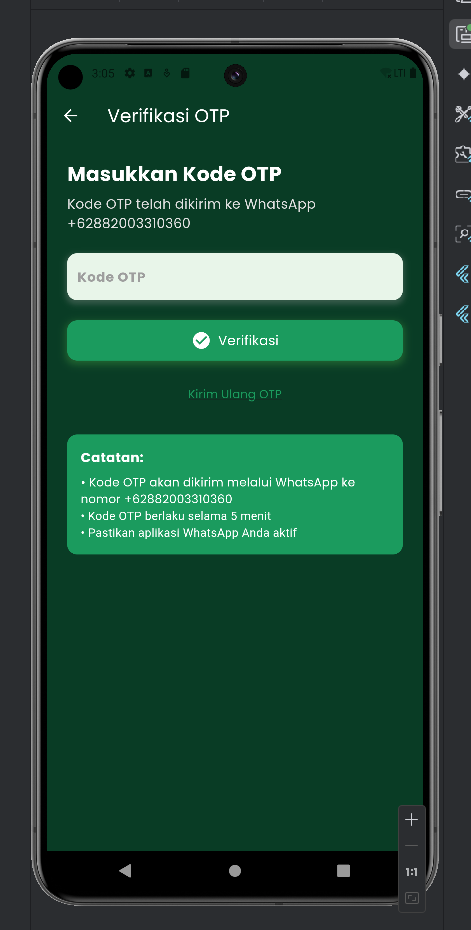 3:05
LTE
Verifikasi OTP
Masukkan Kode OTP
Kode OTP telah dikirim ke WhatsApp
+62882003310360
Kode OTP
Verifikasi
Kirim Ulang OTP
Catatan:
• Kode OTP akan dikirim melalui WhatsApp ke
nomor +62882003310360
• Kode OTP berlaku selama 5 menit
• Pastikan aplikasi WhatsApp Anda aktif
1:1